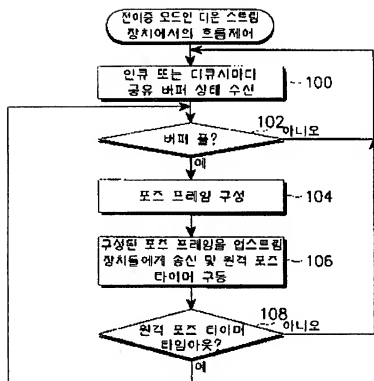 전이중 모드인 다운 스트림
장치에서의 흐름제어
인큐 또는 디큐시마다
공유 버퍼 상태 수신
100
버퍼 풀?
102
아니오
예
포즈 프레임 구성
104
구성된 포즈 프레임을 업스트림
장치들에게 송신 및 원격 포즈
타이머 구동
106
원격 포즈 타이머
타임아웃?
108
아니오
예